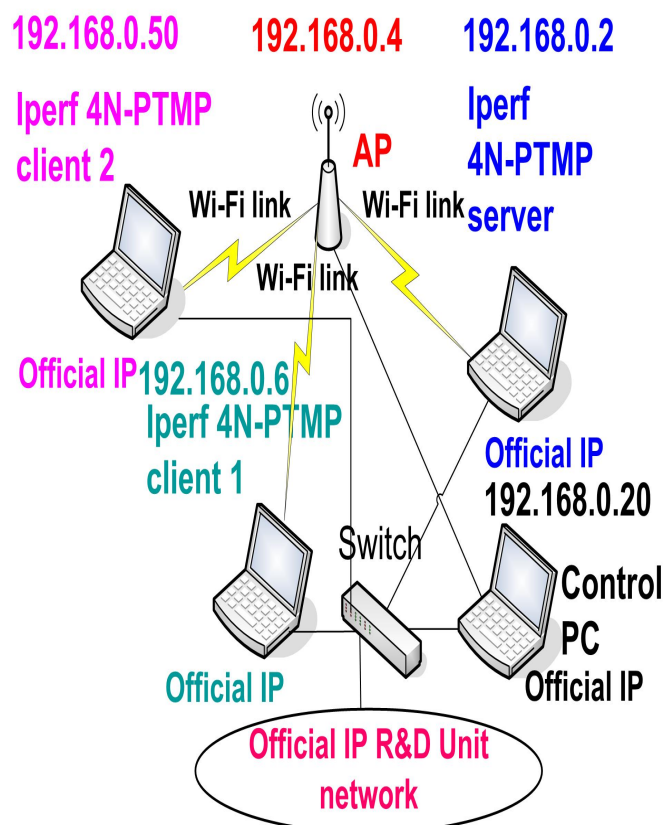 192.168.0.50
192.168.0.4
192.168.0.2
Iperf 4N-PTMP
client 2
AP
Iperf
4N-PTMP
server
Wi-Fi link
Wi-Fi link
Wi-Fi link
Official IP
192.168.0.6
Iperf 4N-PTMP
client 1
Official IP
192.168.0.20
Switch
Control
PC
Official IP
Official IP
Official IP R&D Unit
network